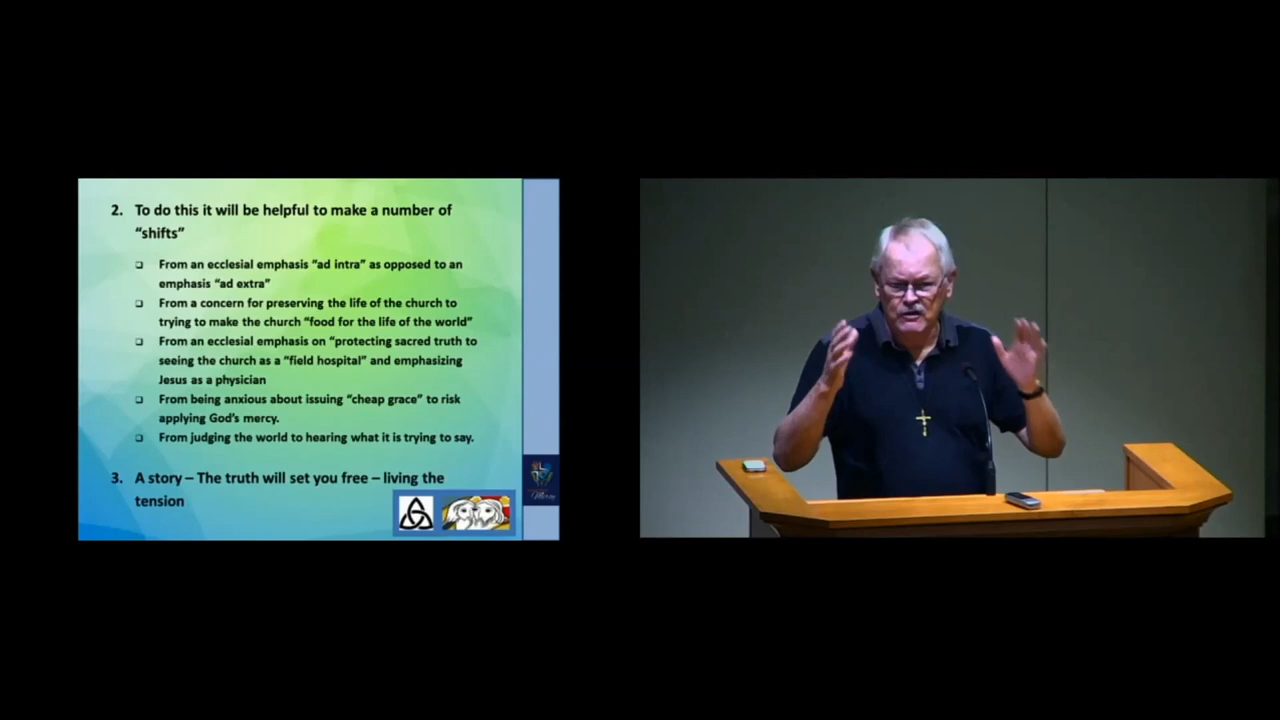 2. To do this it will be helpful to make a number of
"shifts"
❑ From an ecclesial emphasis "ad intra" as opposed to an
emphasis "ad extra"
❑ From a concern for preserving the life of the church to
trying to make the church "food for the life of the world"
❑ From an ecclesial emphasis on "protecting sacred truth to
seeing the church as a "field hospital" and emphasizing
Jesus as a physician
❑ From being anxious about issuing "cheap grace" to risk
applying God's mercy.
❑ From judging the world to hearing what it is trying to say.
3. A story – The truth will set you free – living the
tension
Mercy